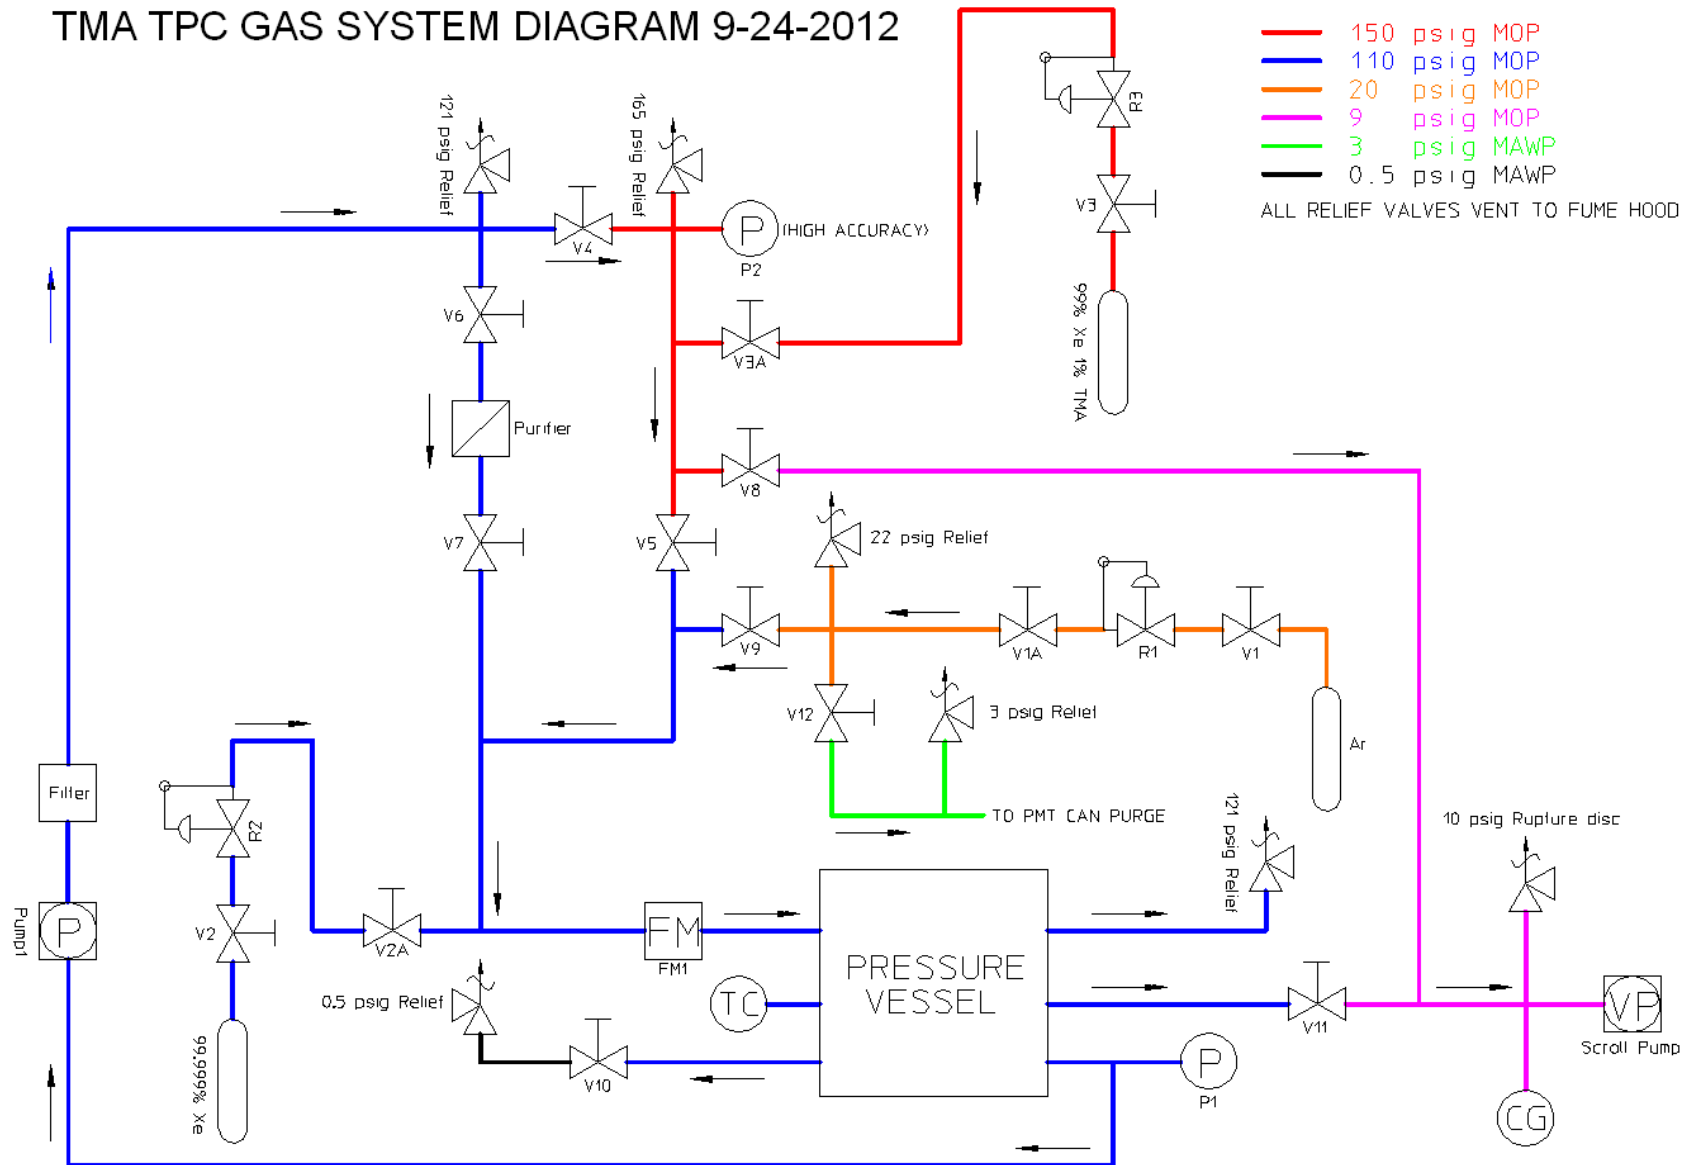 TMA TPC GAS SYSTEM DIAGRAM 9-24-2012
150 psig MOP
110 psig MOP
20 psig MOP
9 psig MOP
3 psig MAWP
0.5 psig MAWP
ALL RELIEF VALVES VENT TO FUME HOOD
121 psig Relief
165 psig Relief
R3
V3
99% Xe 1% TMA
V4
P
(HIGH ACCURACY)
P2
V6
V3A
Purifier
V8
V7
V5
22 psig Relief
V9
V1A
R1
V1
V12
3 psig Relief
Ar
Filter
R2
TO PMT CAN PURGE
121 psig Relief
10 psig Rupture disc
P
Pump1
V2
V2A
FM
FM1
PRESSURE
VESSEL
TC
0.5 psig Relief
V10
V11
VP
Scroll Pump
P
P1
CG
99.999% Xe